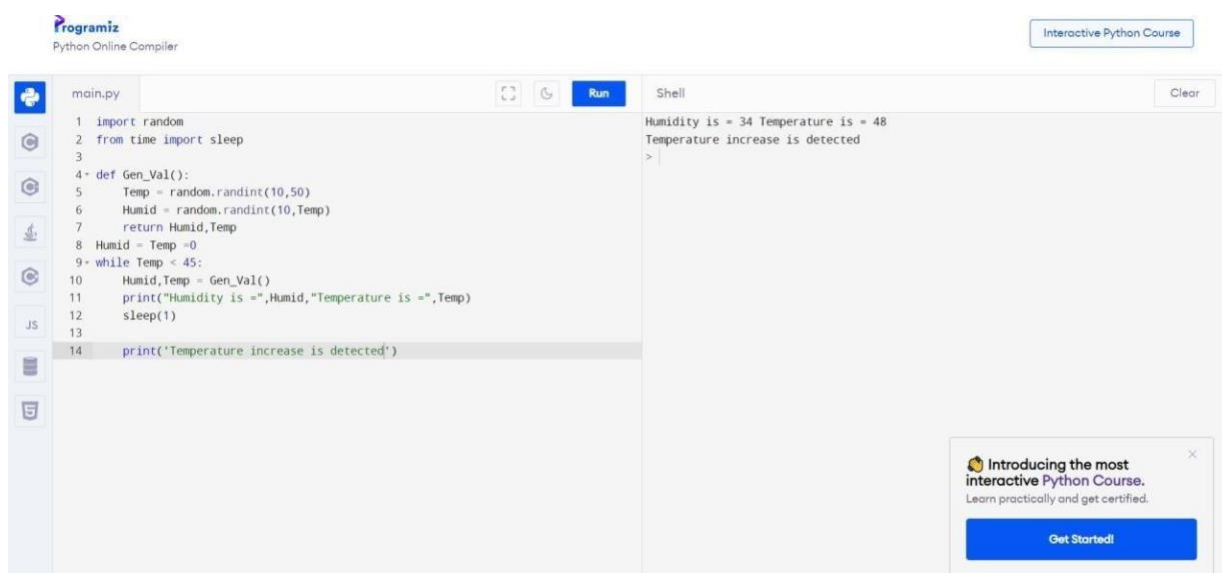 Programiz
Python Online Compiler
Interactive Python Course
main.py
Run
Shell
Clear
1 import random
2 from time import sleep
3
4 def Gen_Val():
5     Temp = random.randint(10,50)
6     Humid = random.randint(10,Temp)
7     return Humid,Temp
8 Humid = Temp =0
9 while Temp < 45:
10     Humid,Temp = Gen_Val()
11     print("Humidity is =",Humid,"Temperature is =",Temp)
12     sleep(1)
13
14     print('Temperature increase is detected')
Humidity is = 34 Temperature is = 48
Temperature increase is detected
>
JS
Introducing the most
interactive Python Course.
Learn practically and get certified.
Get Started!